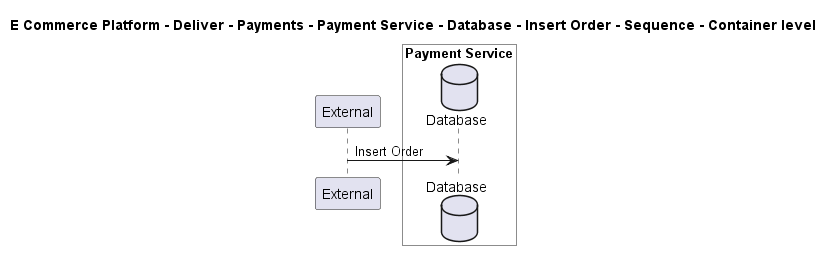 E Commerce Platform - Deliver - Payments - Payment Service - Database - Insert Order - Sequence - Container level
Payment Service
External
Database
Insert Order
External
Database